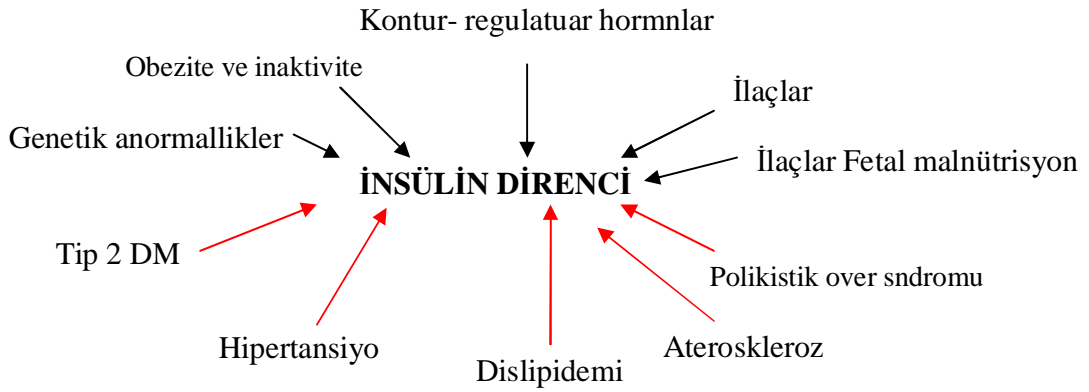 Kontur- regulatuar hormnlar
Obezite ve inaktivite
İlaçlar
Genetik anormallikler
İlaçlar Fetal malnütrisyon
İNSÜLİN DİRENCİ
Tip 2 DM
Polikistik over sndromu
Hipertansiyo
Ateroskleroz
Dislipidemi